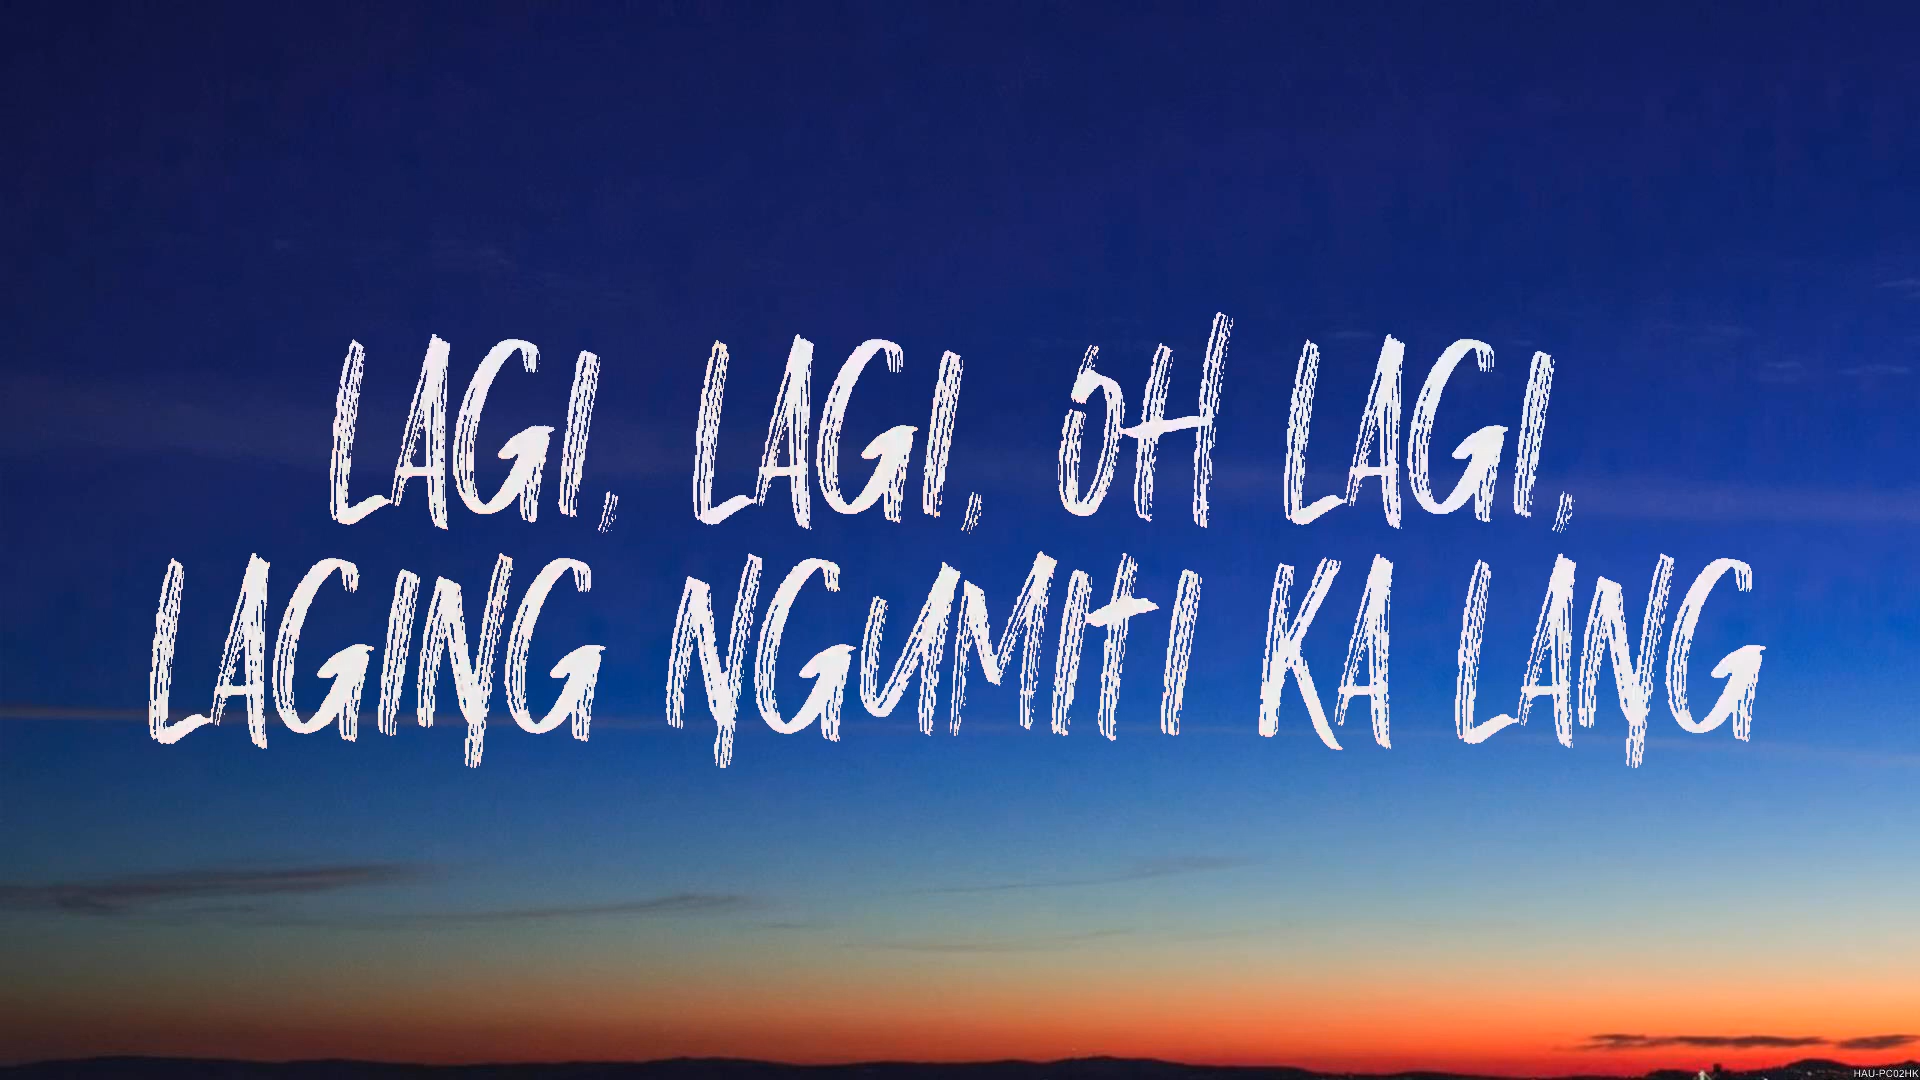 LAGI, LAGI, OH LAGI,
LAGING NGUMITI KA LANG
HAU-PC02HK